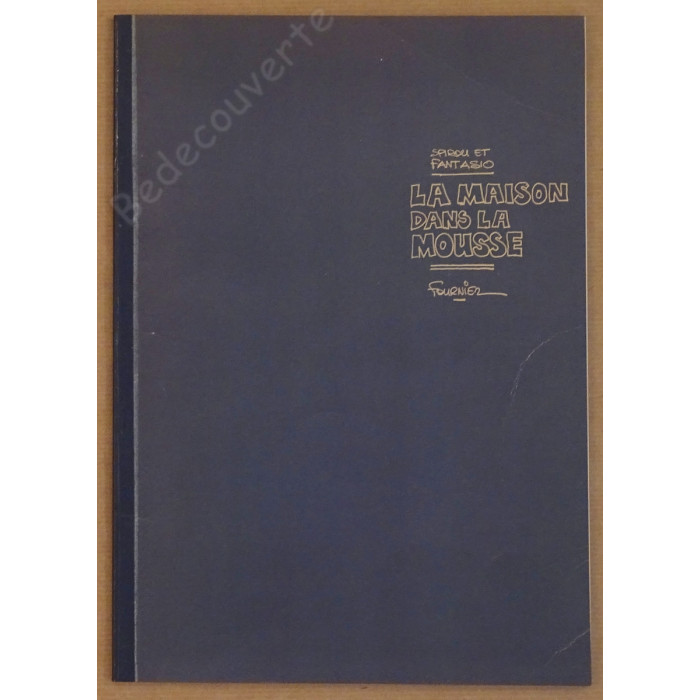 Bedecouverte
SPIROU ET
FANTASIO
LA MAISON
DANS LA
MOUSSE
FOURNIER